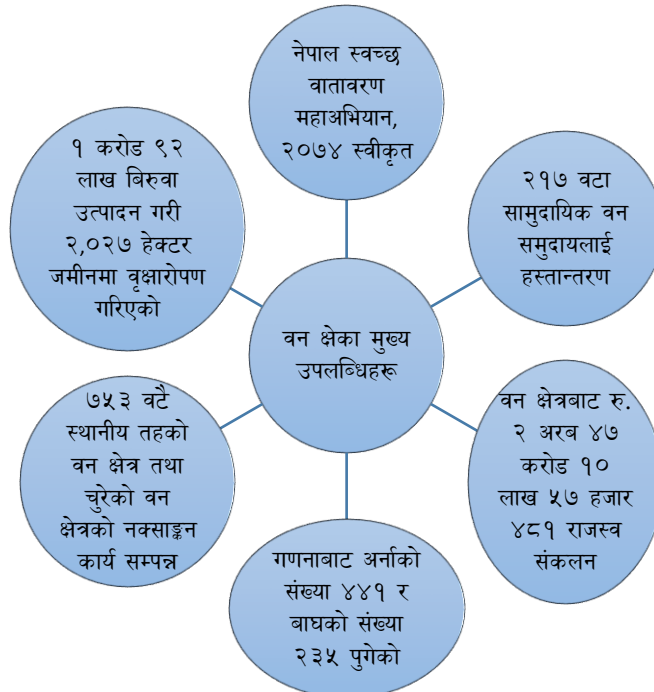 नेपाल स्वच्छ
वातावरण
महाअभियान,
२०७४ स्वीकृत
२१७ वटा
सामुदायिक वन
समुदायलाई
हस्तान्तरण
वन क्षेत्रबाट रु.
२ अरब ४७
करोड १०
लाख ५७ हजार
४८१ राजस्व
संकलन
गणनाबाट अर्नाको
संख्या ४४१ र
बाघको संख्या
२३५ पुगेको
७५३ वटै
स्थानीय तहको
वन क्षेत्र तथा
चुरेको वन
क्षेत्रको नक्साङ्कन
कार्य सम्पन्न
१ करोड ९२
लाख बिरुवा
उत्पादन गरी
२,०२७ हेक्टर
जमीनमा वृक्षारोपण
गरिएको
वन क्षेका मुख्य
उपलब्धिहरू